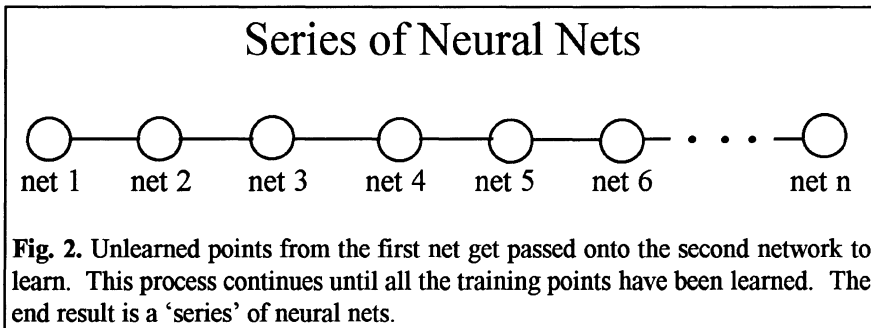 Series of Neural Nets
net 1 net 2 net 3 net 4 net 5 net 6 . . . net n
Fig. 2. Unlearned points from the first net get passed onto the second network to
learn. This process continues until all the training points have been learned. The
end result is a ‘series’ of neural nets.